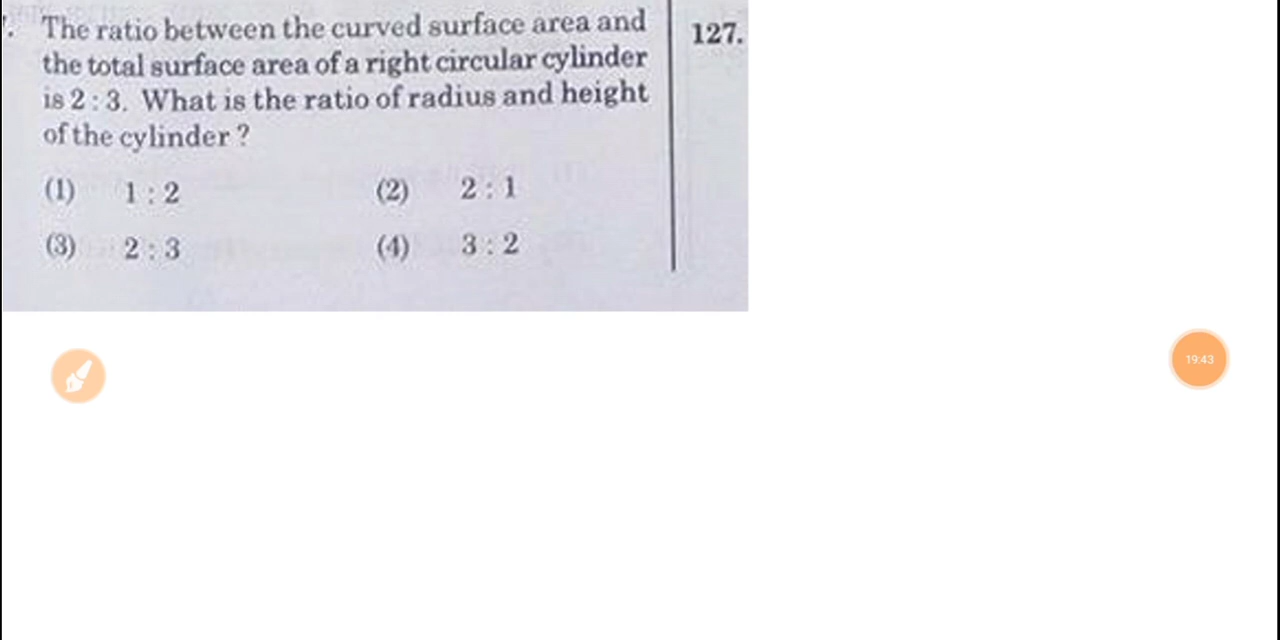 The ratio between the curved surface area and
the total surface area of a right circular cylinder
is 2 : 3. What is the ratio of radius and height
of the cylinder ?
(1) 1 : 2 (2) 2 : 1
(3) 2 : 3 (4) 3 : 2
127.
19:43